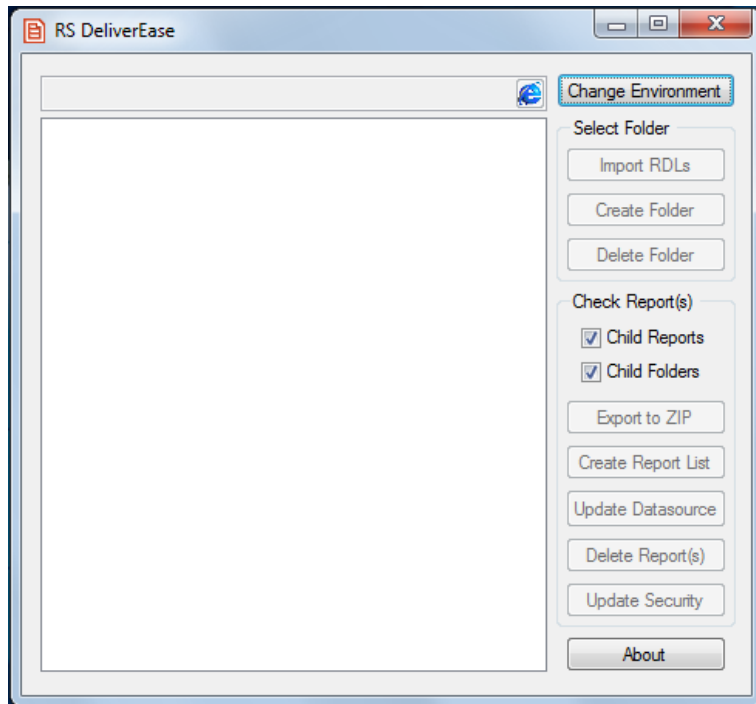 RS DeliverEase
Change Environment
Select Folder
Import RDLs
Create Folder
Delete Folder
Check Report(s)
Child Reports
Child Folders
Export to ZIP
Create Report List
Update Datasource
Delete Report(s)
Update Security
About